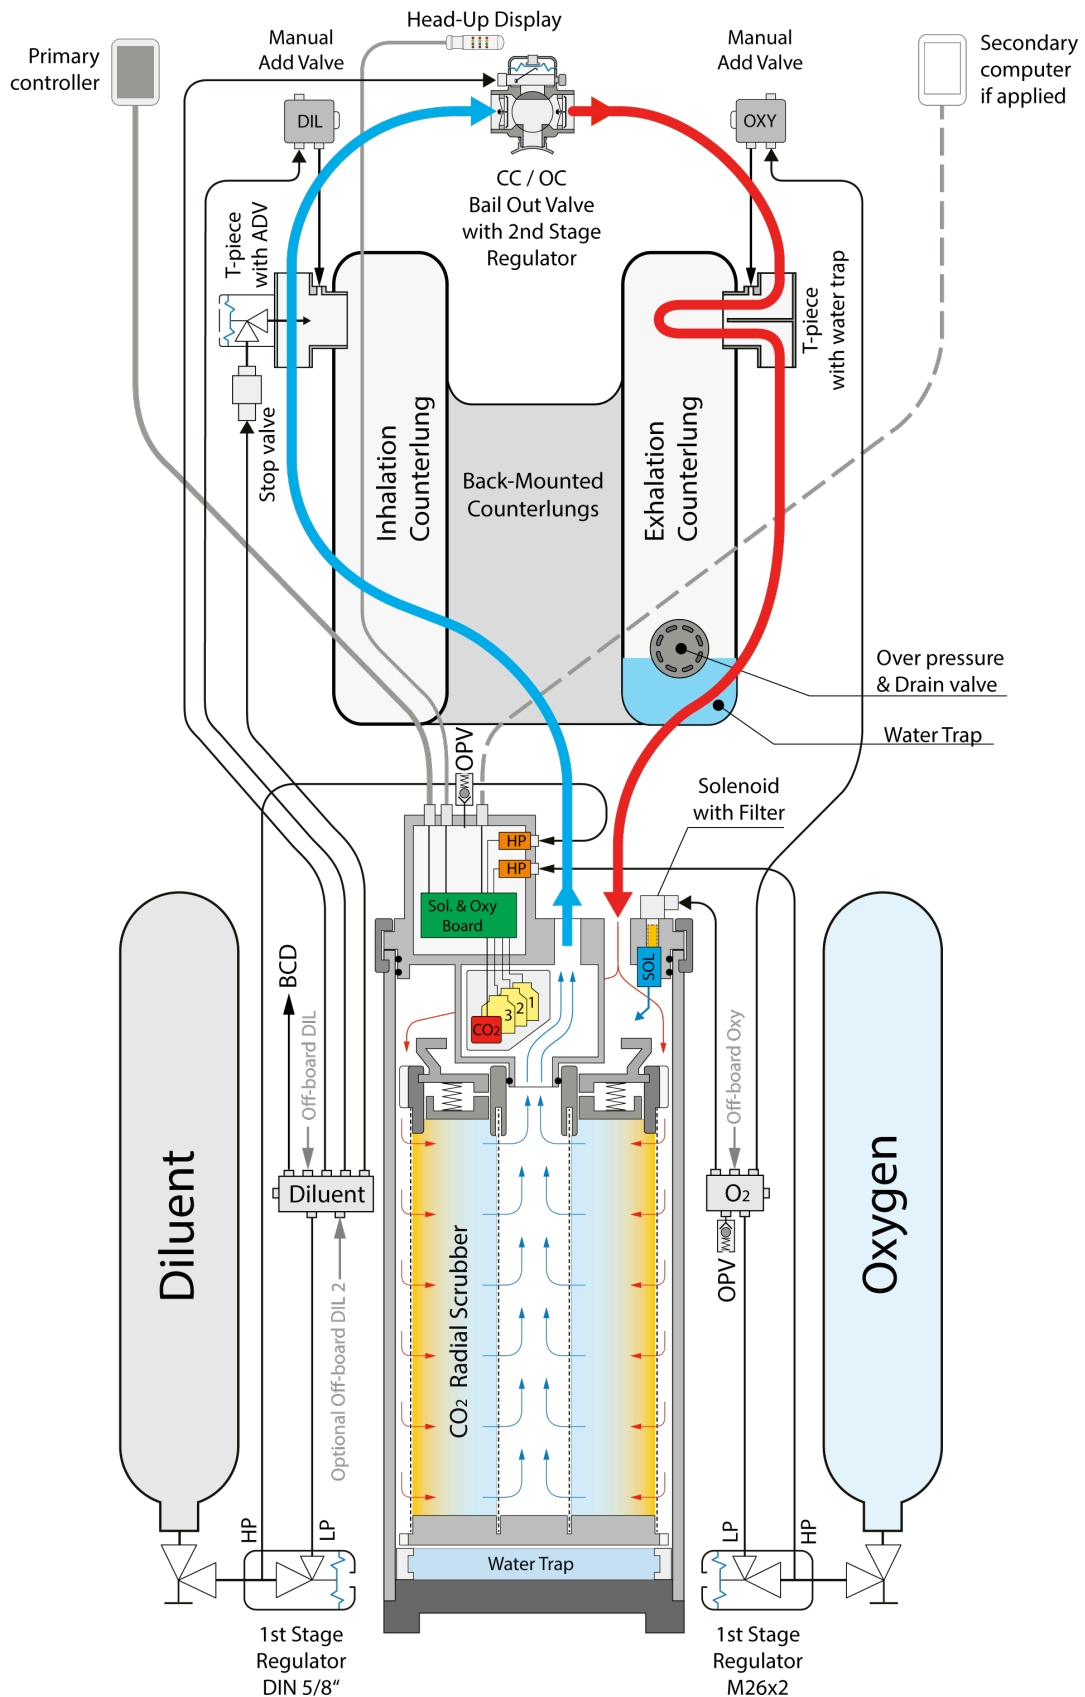 Head-Up Display
Primary
controller
Manual
Add Valve
Manual
Add Valve
Secondary
computer
if applied
DIL
OXY
CC / OC
Bail Out Valve
with 2nd Stage
Regulator
T-piece
with ADV
T-piece
with water trap
Stop valve
Inhalation
Counterlung
Back-Mounted
Counterlungs
Exhalation
Counterlung
Over pressure
& Drain valve
Water Trap
OPV
Solenoid
with Filter
HP
HP
Sol. & Oxy
Board
SOL
1
2
3
CO2
BCD
Off-board DIL
Off-board Oxy
Diluent
Diluent
O2
Oxygen
OPV
Optional Off-board DIL 2
CO2 Radial Scrubber
HP
LP
LP
HP
Water Trap
1st Stage
Regulator
DIN 5/8“
1st Stage
Regulator
M26x2